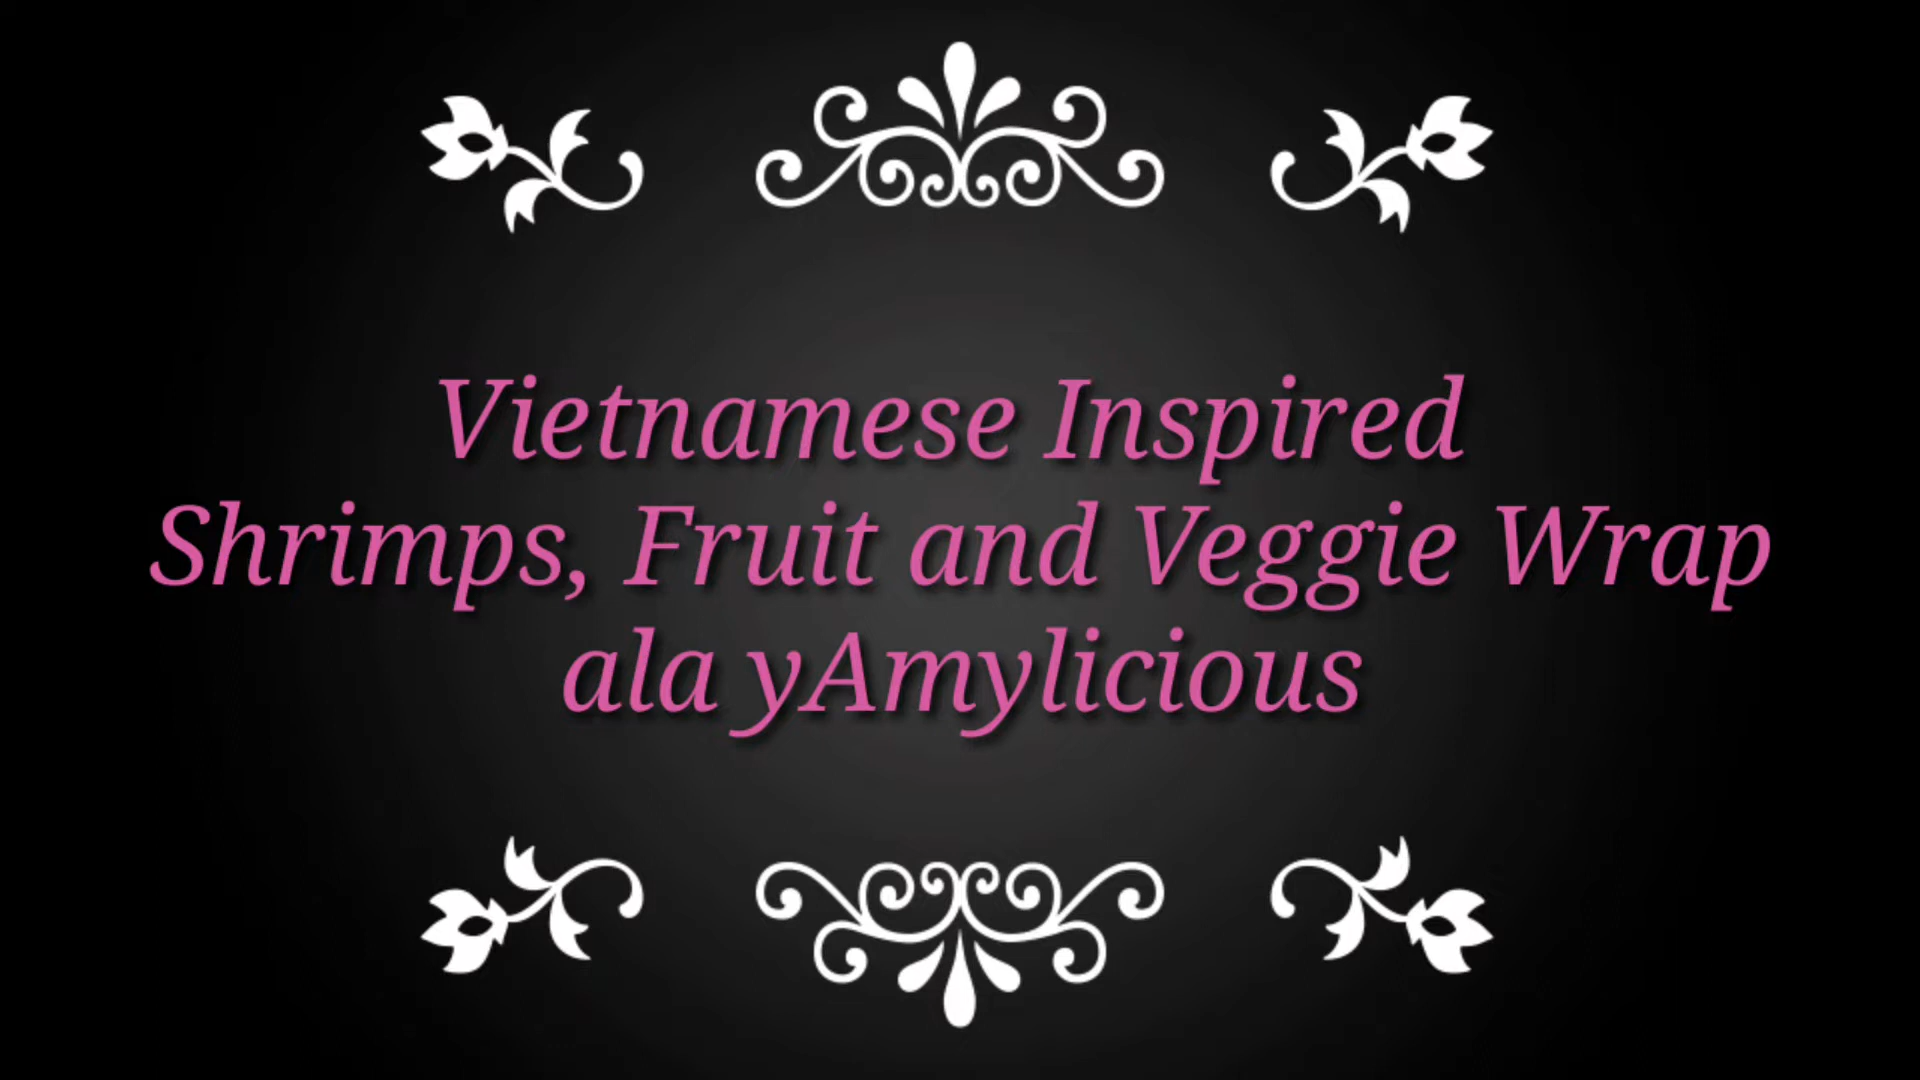 Vietnamese Inspired
Shrimps, Fruit and Veggie Wrap
ala yAmylicious